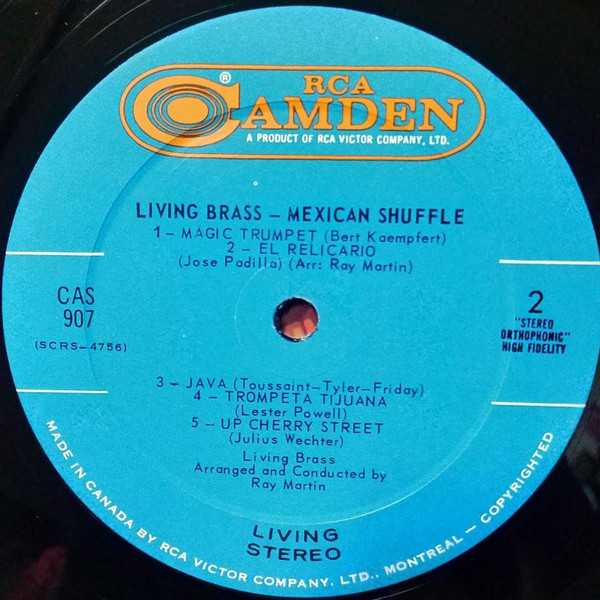 RCA
CAMDEN
®
A PRODUCT OF RCA VICTOR COMPANY, LTD.
LIVING BRASS – MEXICAN SHUFFLE
1 – MAGIC TRUMPET (Bert Kaempfert)
2 – EL RELICARIO
(Jose Padilla) (Arr: Ray Martin)
CAS
907
(SCRS–4756)
2
"STEREO
ORTHOPHONIC"
HIGH FIDELITY
3 – JAVA (Toussaint–Tyler–Friday)
4 – TROMPETA TIJUANA
(Lester Powell)
5 – UP CHERRY STREET
(Julius Wechter)
Living Brass
Arranged and Conducted by
Ray Martin
LIVING
STEREO
MADE IN CANADA BY RCA VICTOR COMPANY, LTD., MONTREAL – COPYRIGHTED